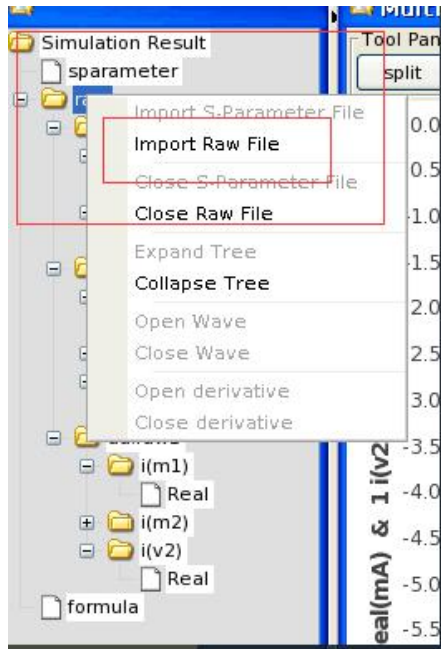 Simulation Result
Tool Pan
sparameter
split
Import S-Parameter File
Import Raw File
Close S-Parameter File
Close Raw File
Expand Tree
Collapse Tree
Open Wave
Close Wave
Open derivative
Close derivative
i(m1)
Real
i(m2)
i(v2)
Real
formula
0.0
0.5
-1.0
-1.5
2.0
2.5
3.0
-3.5
-4.0
-4.5
-5.0
-5.5
eal(mA) & 1 i(v2